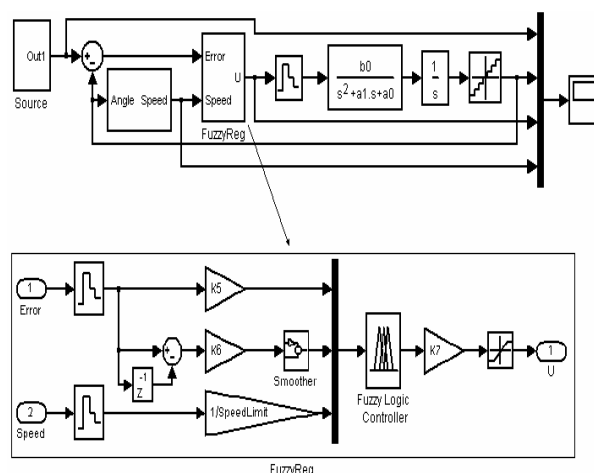 Out1
Source
+
-
Angle Speed
Error
U
Speed
FuzzyReg
b0
s²+a1.s+a0
1
s
1
Error
K5
+
-
K6
-1
Z
Smoother
2
Speed
1/SpeedLimit
Fuzzy Logic
Controller
K7
1
U
FuzzyReg